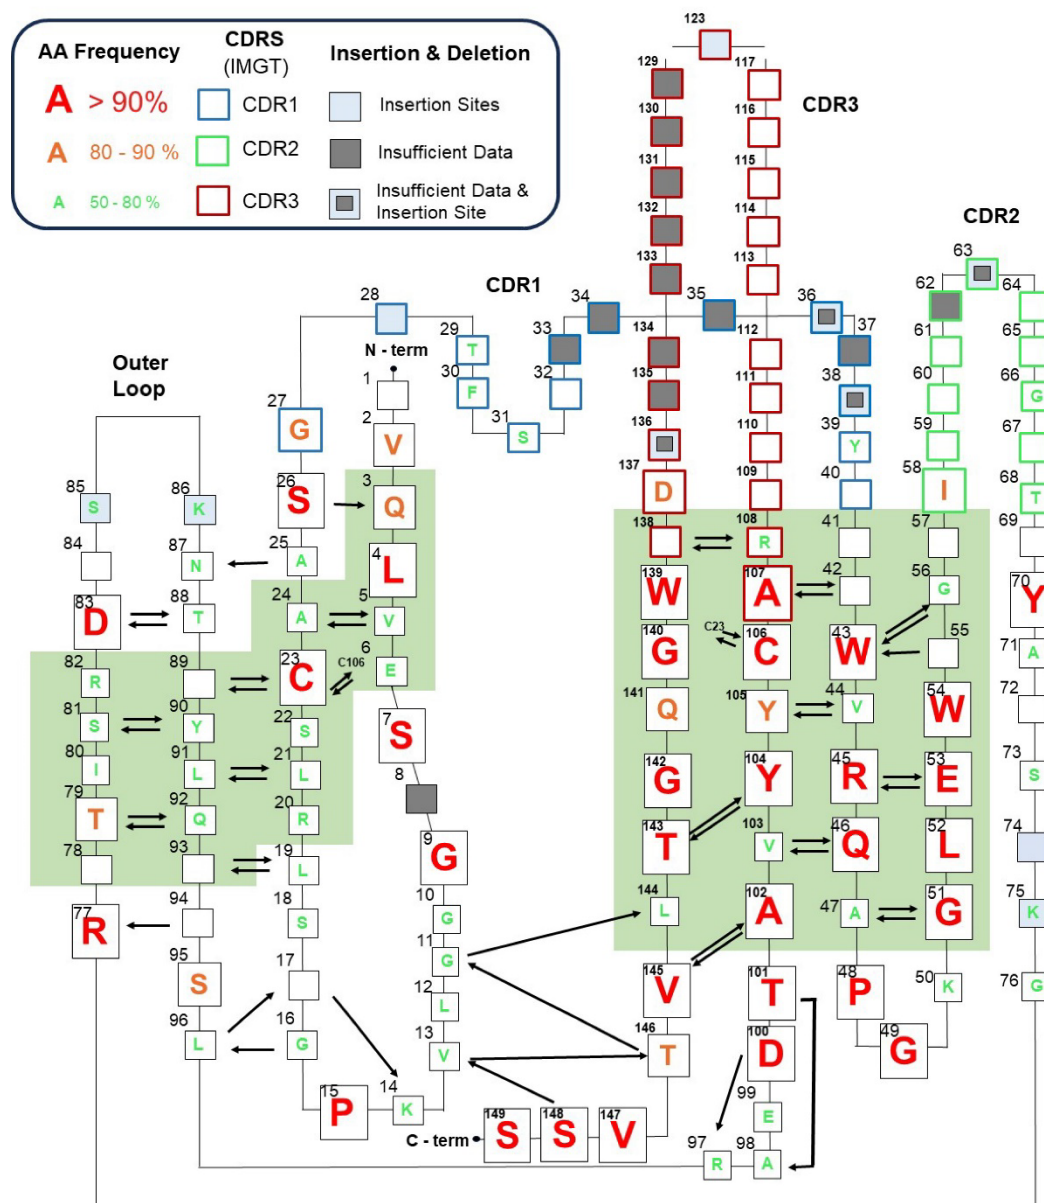 AA Frequency
CDRS
(IMGT)
Insertion & Deletion
A > 90%
CDR1
Insertion Sites
A 80 - 90 %
CDR2
Insufficient Data
A 50 - 80 %
CDR3
Insufficient Data &
Insertion Site
123
129
117
CDR3
130
116
131
115
132
114
CDR2
133
113
63
62
64
CDR1
28
34
35
36
61
65
29 T
33
134
112
37
N - term
Outer
Loop
30 F
32
135
111
38
60
66 G
1
31 S
136
110
39 Y
59
67
27 G
2 V
137 D
109
40
58 I
68 T
85 S
86 K
26 S
3 Q
138
108 R
41
57
69
84
87 N
25 A
4 L
139 W
107 A
42
56 G
70 Y
83 D
88 T
24 A
5 V
140 G
C23
106 C
43 W
55
71 A
82 R
89
23 C
C106
6 E
141 Q
105 Y
44 V
54 W
72
81 S
90 Y
22 S
7 S
142 G
104 Y
45 R
53 E
73 S
80 I
91 L
21 L
8
143 T
103 V
46 Q
52 L
74
79 T
92 Q
20 R
9 G
144 L
102 A
47 A
51 G
75 K
78
93
19 L
10 G
145 V
101 T
48 P
50 K
76 G
77 R
94
18 S
11 G
146 T
100 D
49 G
95 S
17
12 L
99 E
96 L
16 G
13 V
15 P
14 K
C - term
149 S
148 S
147 V
97 R
98 A